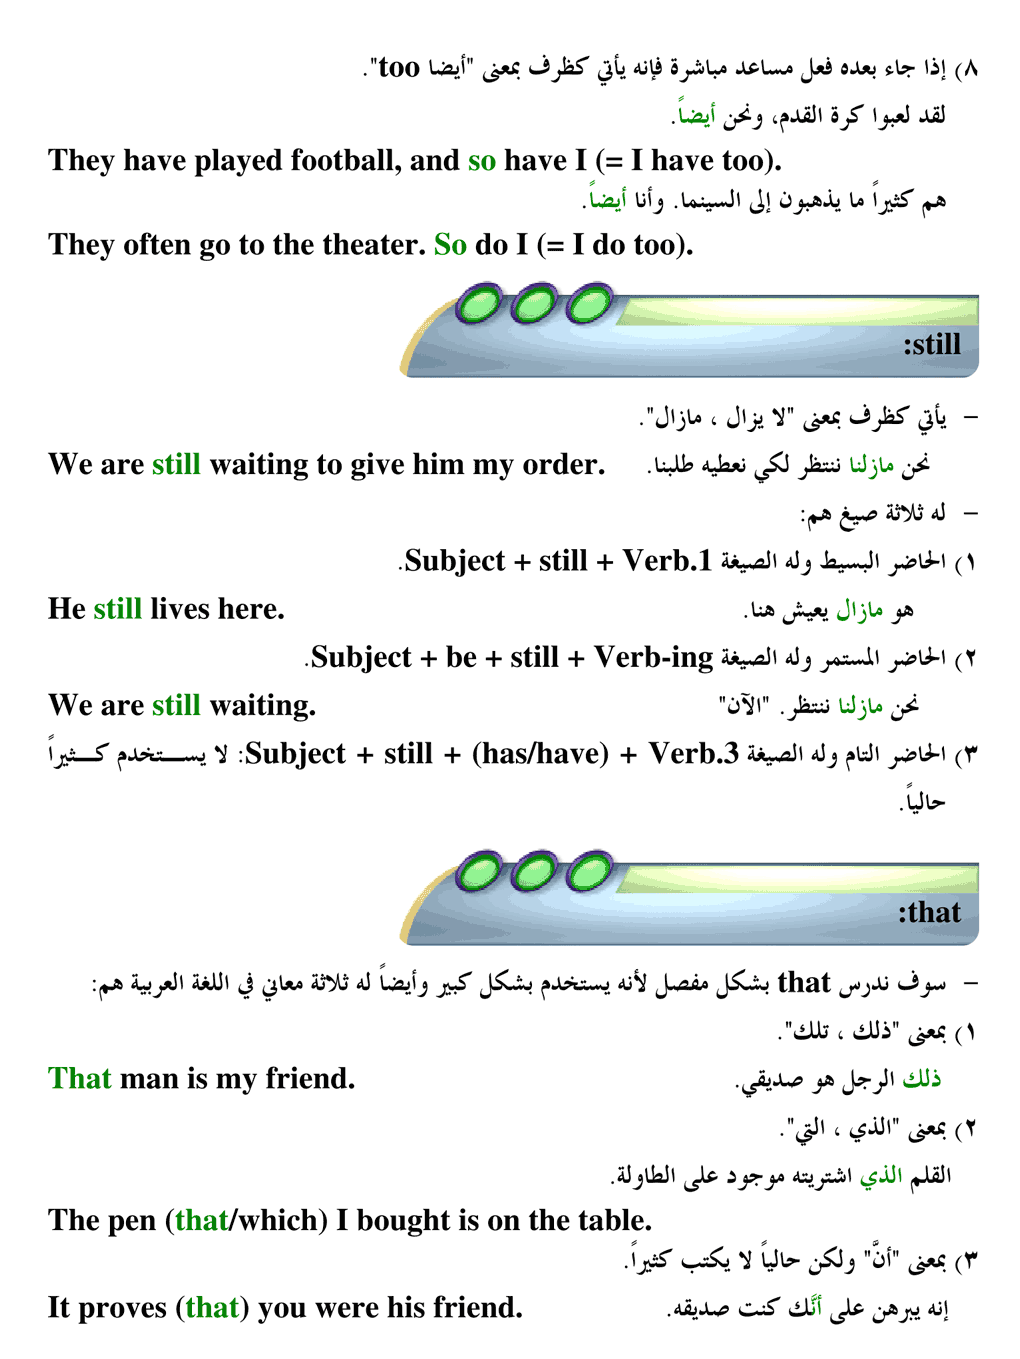 ٨) إذا جاء بعده فعل مساعد مباشرة فإنه يأتي كظرف بمعنى "أيضا too".
لقد لعبوا كرة القدم، ونحن أيضاً.
They have played football, and so have I (= I have too).
هم كثيراً ما يذهبون إلى السينما. وأنا أيضاً.
They often go to the theater. So do I (= I do too).
still:
- يأتي كظرف بمعنى "لا يزال ، مازال".
نحن مازلنا ننتظر لكي نعطيه طلبنا. We are still waiting to give him my order.
- له ثلاثة صيغ هم:
١) الحاضر البسيط وله الصيغة Subject + still + Verb.1.
هو مازال يعيش هنا. He still lives here.
٢) الحاضر المستمر وله الصيغة Subject + be + still + Verb-ing.
نحن مازلنا ننتظر. "الآن" We are still waiting.
٣) الحاضر التام وله الصيغة Subject + still + (has/have) + Verb.3: لا يســـتخدم كـــثيراً
حالياً.
that:
- سوف ندرس that بشكل مفصل لأنه يستخدم بشكل كبير وأيضاً له ثلاثة معاني في اللغة العربية هم:
١) بمعنى "ذلك ، تلك".
ذلك الرجل هو صديقي. That man is my friend.
٢) بمعنى "الذي ، التي".
القلم الذي اشتريته موجود على الطاولة.
The pen (that/which) I bought is on the table.
٣) بمعنى "أنَّ" ولكن حالياً لا يكتب كثيراً.
إنه يبرهن على أنَّك كنت صديقه. It proves (that) you were his friend.